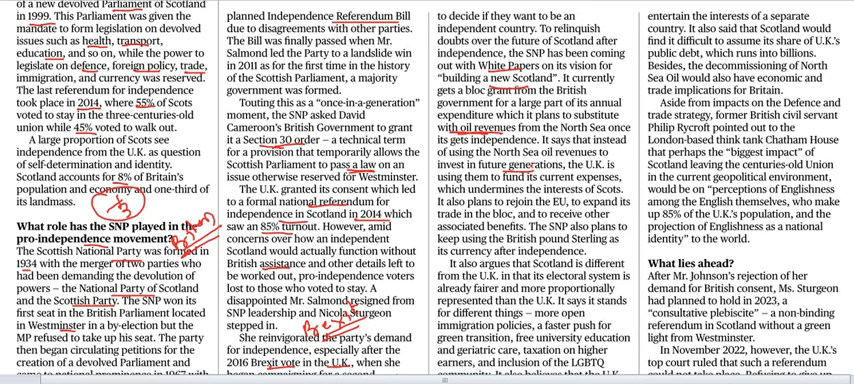 of a new devolved Parliament of Scotland
in 1999. This Parliament was given the
mandate to form legislation on devolved
issues such as health, transport,
education, and so on, while the power to
legislate on defence, foreign policy, trade,
immigration, and currency was reserved.
The last referendum for independence
took place in 2014, where 55% of Scots
voted to stay in the three-centuries-old
union while 45% voted to walk out.
A large proportion of Scots see
independence from the U.K. as question
of self-determination and identity.
Scotland accounts for 8% of Britain's
population and economy and one-third of
its landmass.
What role has the SNP played in the
pro-independence movement?
The Scottish National Party was formed in
1934 with the merger of two parties who
had been demanding the devolution of
powers – the National Party of Scotland
and the Scottish Party. The SNP won its
first seat in the British Parliament located
in Westminster in a by-election but the
MP refused to take up his seat. The party
then began circulating petitions for the
creation of a devolved Parliament and
came to national prominence in 1967 with
planned Independence Referendum Bill
due to disagreements with other parties.
The Bill was finally passed when Mr.
Salmond led the Party to a landslide win
in 2011 as for the first time in the history
of the Scottish Parliament, a majority
government was formed.
Touting this as a "once-in-a-generation"
moment, the SNP asked David
Cameron's British Government to grant
it a Section 30 order – a technical term
for a provision that temporarily allows the
Scottish Parliament to pass a law on an
issue otherwise reserved for Westminster.
The U.K. granted its consent which led
to a formal national referendum for
independence in Scotland in 2014 which
saw an 85% turnout. However, amid
concerns over how an independent
Scotland would actually function without
British assistance and other details left to
be worked out, pro-independence voters
lost to those who voted to stay. A
disappointed Mr. Salmond resigned from
SNP leadership and Nicola Sturgeon
stepped in.
Brexit
She reinvigorated the party's demand
for independence, especially after the
2016 Brexit vote in the U.K., when she
began campaigning for a second
to decide if they want to be an
independent country. To relinquish
doubts over the future of Scotland after
independence, the SNP has been coming
out with White Papers on its vision for
"building a new Scotland". It currently
gets a bloc grant from the British
government for a large part of its annual
expenditure which it plans to substitute
with oil revenues from the North Sea once
its gets independence. It says that instead
of using the North Sea oil revenues to
invest in future generations, the U.K. is
using them to fund its current expenses,
which undermines the interests of Scots.
It also plans to rejoin the EU, to expand its
trade in the bloc, and to receive other
associated benefits. The SNP also plans to
keep using the British pound Sterling as
its currency after independence.
It also argues that Scotland is different
from the U.K. in that its electoral system is
already fairer and more proportionally
represented than the U.K. It says it stands
for different things – more open
immigration policies, a faster push for
green transition, free university education
and geriatric care, taxation on higher
earners, and inclusion of the LGBTQ
community. It also believes that the U.K.
entertain the interests of a separate
country. It also said that Scotland would
find it difficult to assume its share of U.K.'s
public debt, which runs into billions.
Besides, the decommissioning of North
Sea Oil would also have economic and
trade implications for Britain.
Aside from impacts on the Defence and
trade strategy, former British civil servant
Philip Rycroft pointed out to the
London-based think tank Chatham House
that perhaps the "biggest impact" of
Scotland leaving the centuries-old Union
in the current geopolitical environment,
would be on "perceptions of Englishness
among the English themselves, who make
up 85% of the U.K.'s population, and the
projection of Englishness as a national
identity" to the world.
What lies ahead?
After Mr. Johnson's rejection of her
demand for British consent, Ms. Sturgeon
had planned to hold in 2023, a
"consultative plebiscite" – a non-binding
referendum in Scotland without a green
light from Westminster.
In November 2022, however, the U.K.'s
top court ruled that such a referendum
could not take place. Refusing to give up